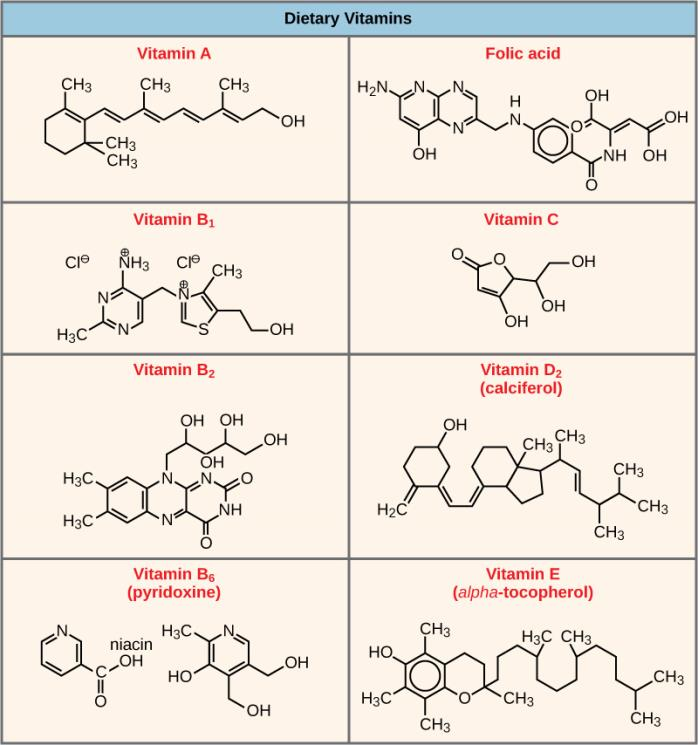 Dietary Vitamins
Vitamin A
CH₃ CH₃ CH₃
OH
CH₃
CH₃
Folic acid
H₂N N N
H
N
N
OH
OH
O
O
OH
NH
OH
O
Vitamin B₁
Cl⊖ ⊕ Cl⊖
NH₃ ⊕ CH₃
N N
H₃C N S OH
Vitamin C
O O OH
OH
OH
Vitamin B₂
OH OH
OH
OH
H₃C N N O
H₃C N NH
O
Vitamin D₂
(calciferol)
OH
CH₃ CH₃
CH₃
H₂C CH₃
CH₃
Vitamin B₆
(pyridoxine)
N niacin
C OH
O
H₃C N
HO OH
OH
Vitamin E
(alpha-tocopherol)
CH₃ H₃C CH₃
HO
CH₃
H₃C O CH₃
CH₃ CH₃